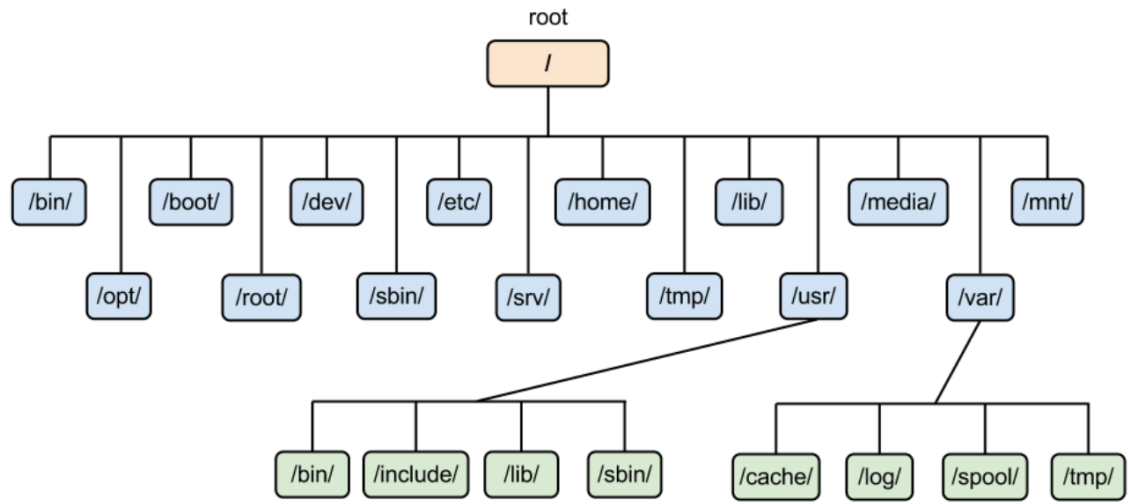 root
/
/bin/ /boot/ /dev/ /etc/ /home/ /lib/ /media/ /mnt/
/opt/ /root/ /sbin/ /srv/ /tmp/ /usr/ /var/
/bin/ /include/ /lib/ /sbin/ /cache/ /log/ /spool/ /tmp/